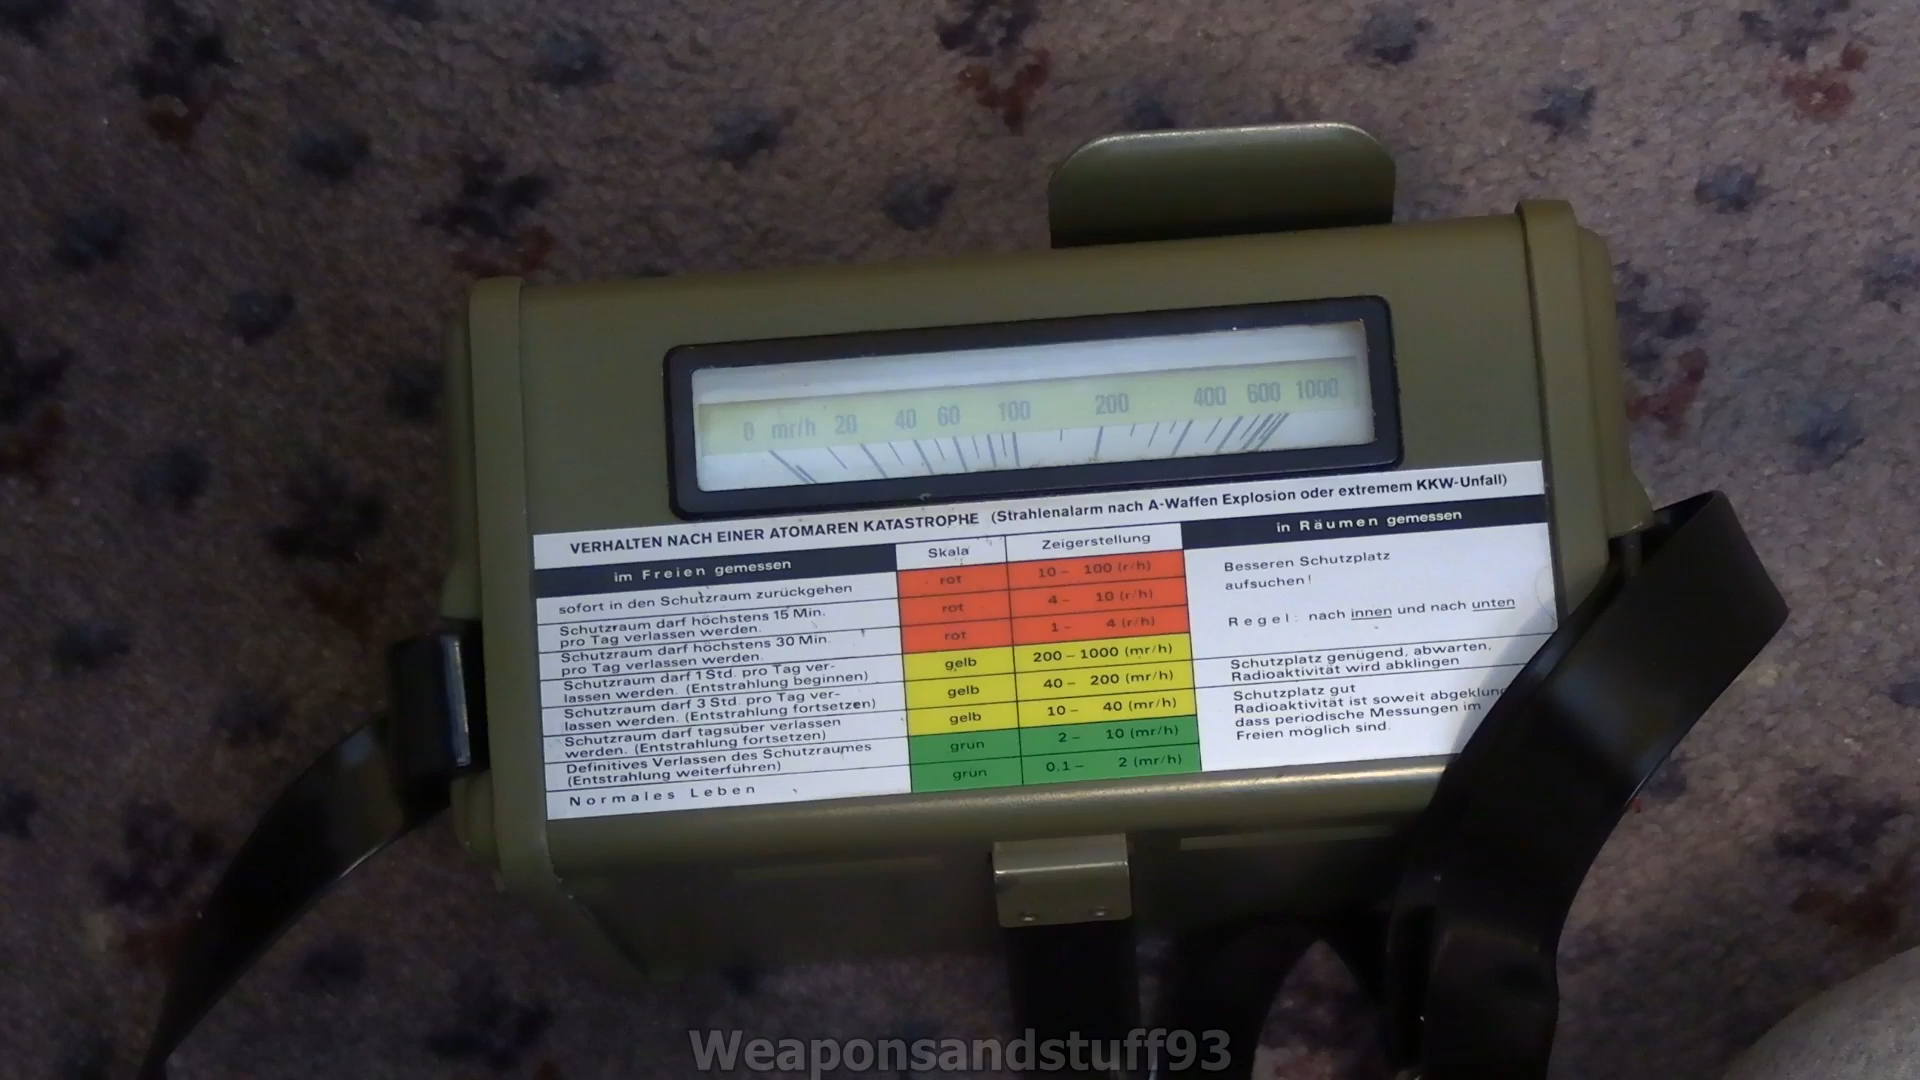 0 mr/h 20 40 60 100 200 400 600 1000
VERHALTEN NACH EINER ATOMAREN KATASTROPHE (Strahlenalarm nach A-Waffen Explosion oder extremem KKW-Unfall)
im Freien gemessen
Skala
Zeigerstellung
in Räumen gemessen
sofort in den Schutzraum zurückgehen
rot
10 – 100 (r/h)
Schutzraum darf höchstens 15 Min.
pro Tag verlassen werden.
rot
4 – 10 (r/h)
Schutzraum darf höchstens 30 Min.
pro Tag verlassen werden.
rot
1 – 4 (r/h)
Besseren Schutzplatz
aufsuchen!
Regel: nach innen und nach unten
Schutzraum darf 1 Std. pro Tag ver-
lassen werden. (Entstrahlung beginnen)
gelb
200 – 1000 (mr/h)
Schutzplatz genügend, abwarten,
Radioaktivität wird abklingen
Schutzraum darf 3 Std. pro Tag ver-
lassen werden. (Entstrahlung fortsetzen)
gelb
40 – 200 (mr/h)
Schutzraum darf tagsüber verlassen
werden. (Entstrahlung fortsetzen)
gelb
10 – 40 (mr/h)
Definitives Verlassen des Schutzraumes
(Entstrahlung weiterführen)
grün
2 – 10 (mr/h)
Normales Leben
grün
0.1 – 2 (mr/h)
Schutzplatz gut
Radioaktivität ist soweit abgeklung
dass periodische Messungen im
Freien möglich sind.
Weaponsandstuff93